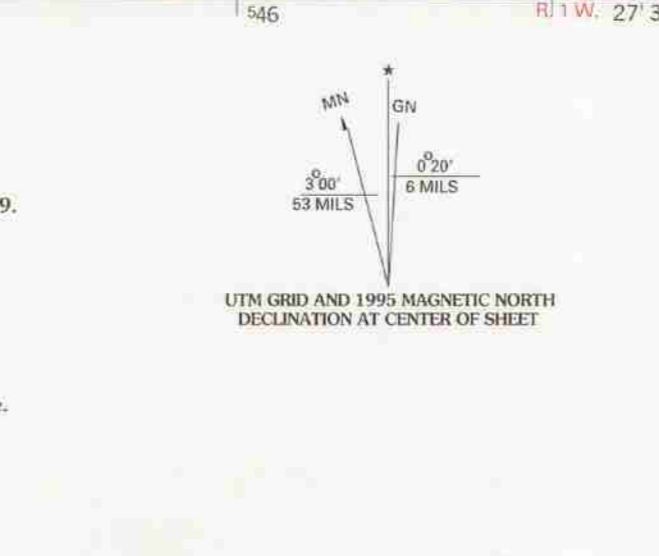 546
R 1 W. 27' 3
★
MN
GN
0°20'
6 MILS
3°00'
53 MILS
9.
UTM GRID AND 1995 MAGNETIC NORTH
DECLINATION AT CENTER OF SHEET